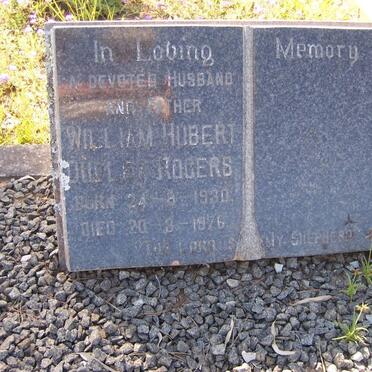 In Loving Memory
A DEVOTED HUSBAND
AND FATHER
WILLIAM HUBERT
ROGERS
BORN 24-8-1930
DIED 20-3-1976
THE LORD IS MY SHEPHERD